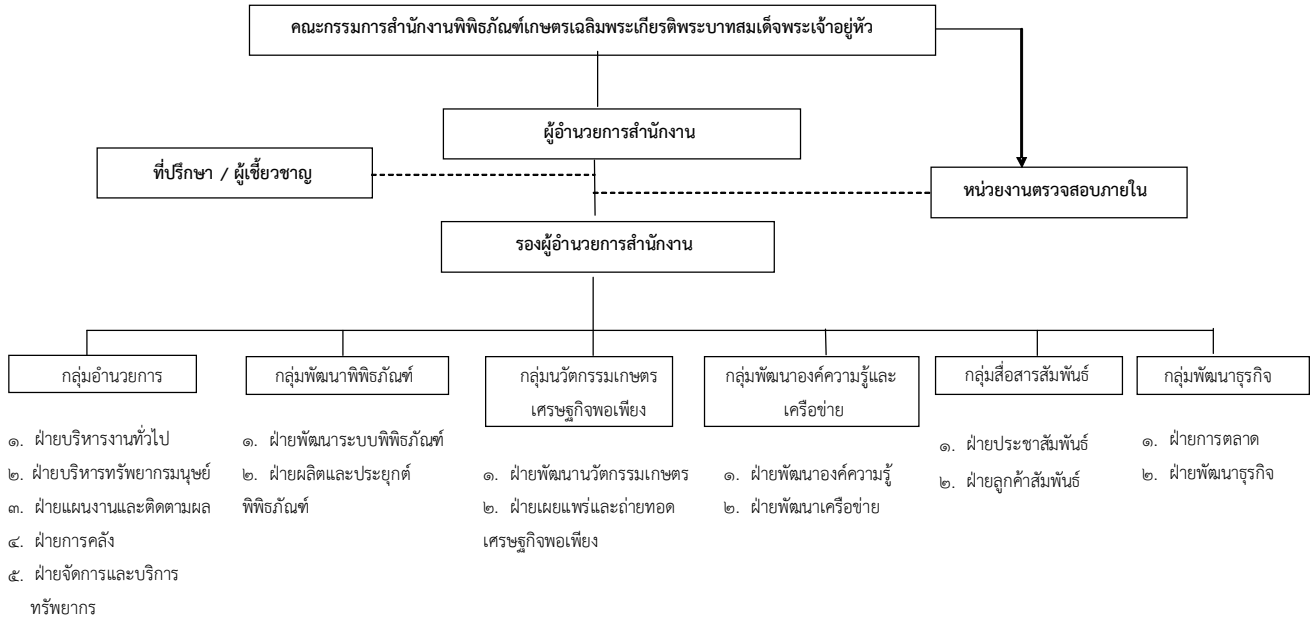 คณะกรรมการสำนักงานพิพิธภัณฑ์เกษตรเฉลิมพระเกียรติพระบาทสมเด็จพระเจ้าอยู่หัว
ผู้อำนวยการสำนักงาน
ที่ปรึกษา / ผู้เชี้ยวชาญ
หน่วยงานตรวจสอบภายใน
รองผู้อำนวยการสำนักงาน
กลุ่มอำนวยการ
๑. ฝ่ายบริหารงานทั่วไป
๒. ฝ่ายบริหารทรัพยากรมนุษย์
๓. ฝ่ายแผนงานและติดตามผล
๔. ฝ่ายการคลัง
๕. ฝ่ายจัดการและบริการ
ทรัพยากร
กลุ่มพัฒนาพิพิธภัณฑ์
๑. ฝ่ายพัฒนาระบบพิพิธภัณฑ์
๒. ฝ่ายผลิตและประยุกต์
พิพิธภัณฑ์
กลุ่มนวัตกรรมเกษตร
เศรษฐกิจพอเพียง
๑. ฝ่ายพัฒนานวัตกรรมเกษตร
๒. ฝ่ายเผยแพร่และถ่ายทอด
เศรษฐกิจพอเพียง
กลุ่มพัฒนาองค์ความรู้และ
เครือข่าย
๑. ฝ่ายพัฒนาองค์ความรู้
๒. ฝ่ายพัฒนาเครือข่าย
กลุ่มสื่อสารสัมพันธ์
๑. ฝ่ายประชาสัมพันธ์
๒. ฝ่ายลูกค้าสัมพันธ์
กลุ่มพัฒนาธุรกิจ
๑. ฝ่ายการตลาด
๒. ฝ่ายพัฒนาธุรกิจ